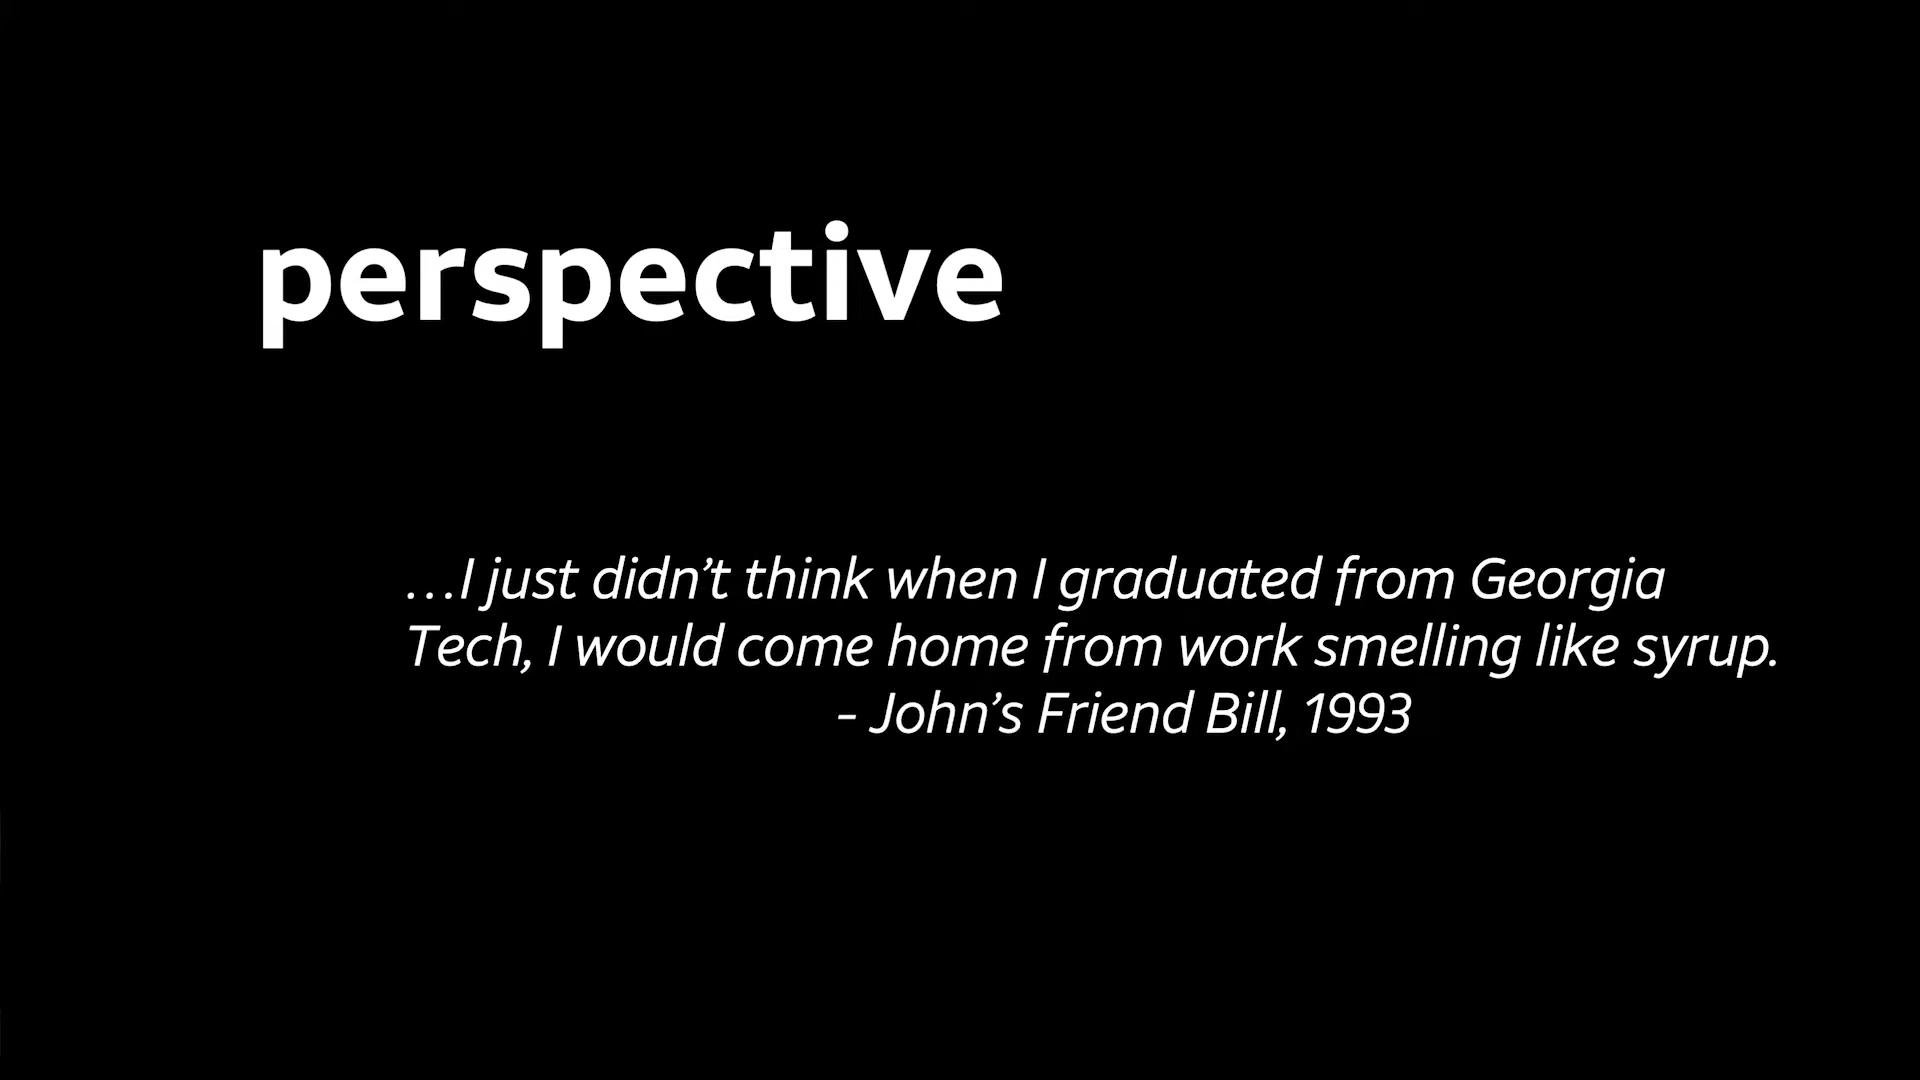 perspective
…I just didn’t think when I graduated from Georgia
Tech, I would come home from work smelling like syrup.
- John’s Friend Bill, 1993